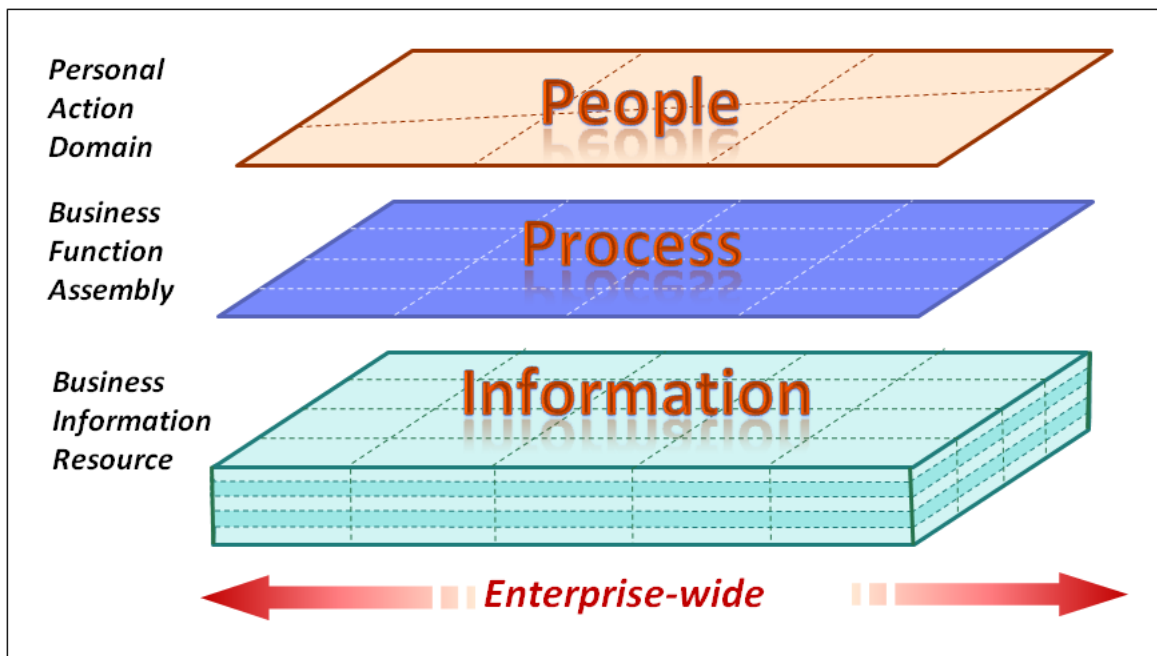 Personal
Action
Domain
People
Business
Function
Assembly
Process
Business
Information
Resource
Information
Enterprise-wide